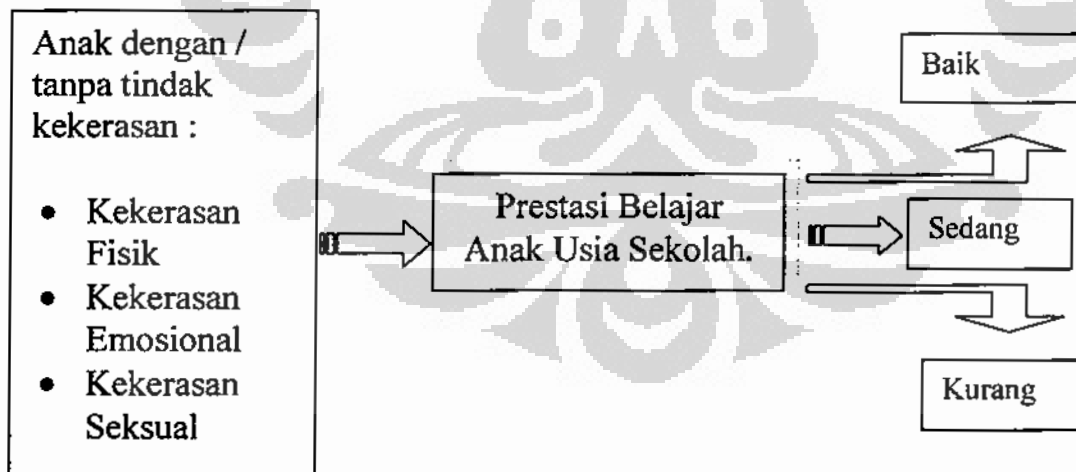 Anak dengan /
tanpa tindak
kekerasan :
• Kekerasan
Fisik
• Kekerasan
Emosional
• Kekerasan
Seksual
Prestasi Belajar
Anak Usia Sekolah.
Baik
Sedang
Kurang